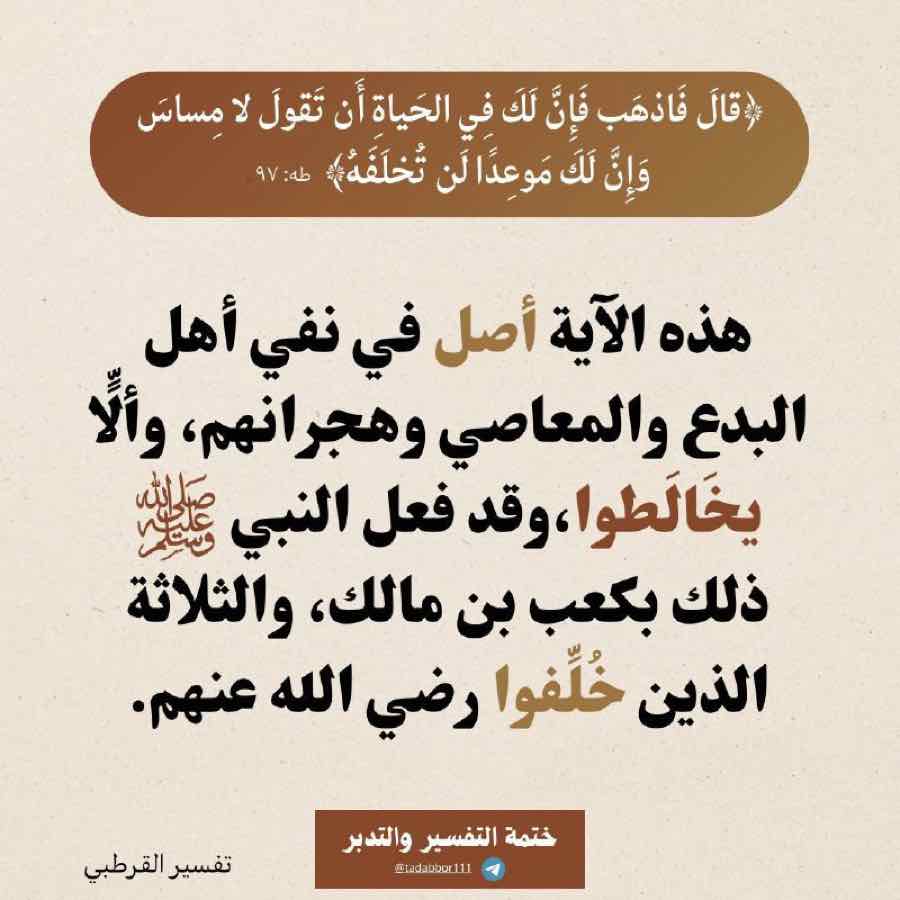 ﴿قالَ فَاذهَب فَإِنَّ لَكَ فِي الحَياةِ أَن تَقولَ لا مِساسَ
وَإِنَّ لَكَ مَوعِدًا لَن تُخلَفَهُ﴾ طه: ٩٧
هذه الآية أصل في نفي أهل
البدع والمعاصي وهجرانهم، وألَّا
يخَالَطوا،وقد فعل النبي ﷺ
ذلك بكعب بن مالك، والثلاثة
الذين خُلِّفوا رضي الله عنهم.
ختمة التفسير والتدبر
@tadabbor111
تفسير القرطبي